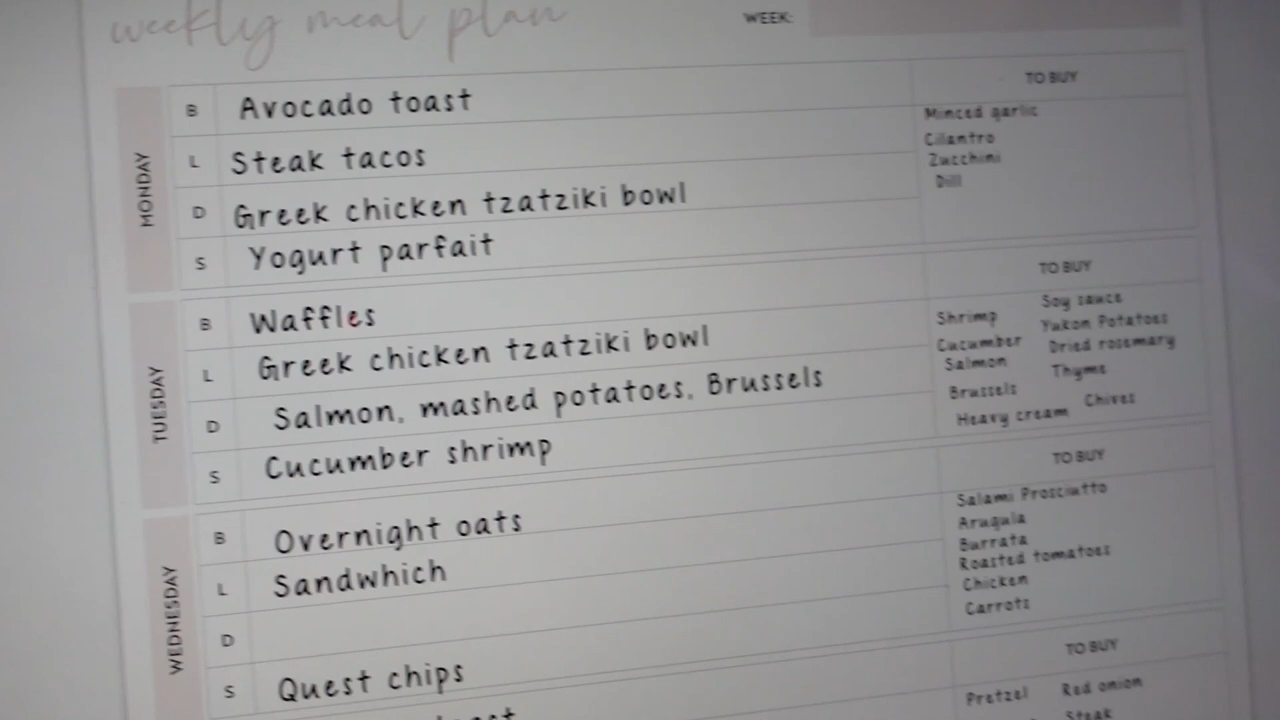 weekly meal plan
WEEK:
MONDAY
B Avocado toast
L Steak tacos
D Greek chicken tzatziki bowl
S Yogurt parfait
TO BUY
Minced garlic
Cilantro
Zucchini
Dill
TUESDAY
B Waffles
L Greek chicken tzatziki bowl
D Salmon, mashed potatoes, Brussels
S Cucumber shrimp
TO BUY
Shrimp
Cucumber
Salmon
Brussels
Heavy cream
Soy sauce
Yukon Potatoes
Dried rosemary
Thyme
Chives
WEDNESDAY
B Overnight oats
L Sandwhich
D
S Quest chips
TO BUY
Salami Prosciutto
Arugula
Burrata
Roasted tomatoes
Chicken
Carrots
TO BUY
Pretzel
Red onion
Steak